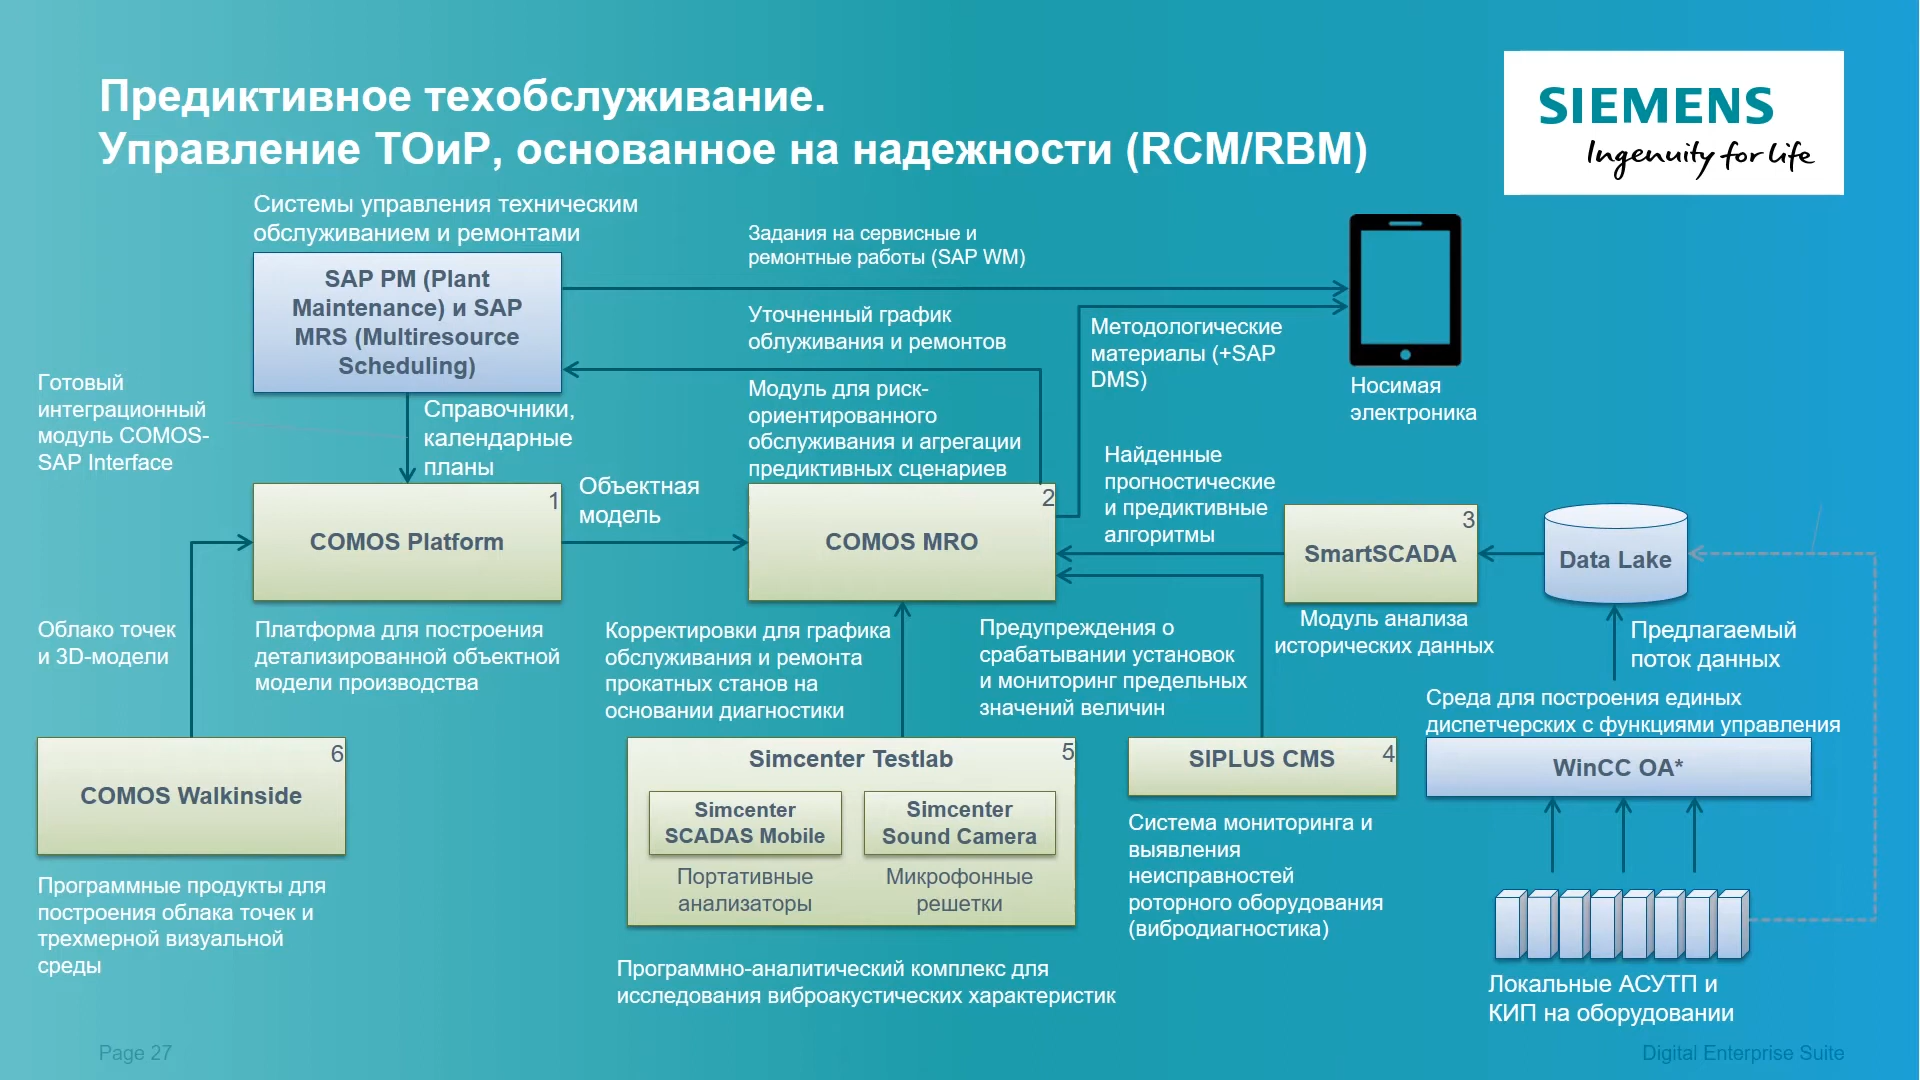 Предиктивное техобслуживание.
Управление ТОиР, основанное на надежности (RCM/RBM)
SIEMENS
Ingenuity for life
Системы управления техническим
обслуживанием и ремонтами
SAP PM (Plant
Maintenance) и SAP
MRS (Multiresource
Scheduling)
Задания на сервисные и
ремонтные работы (SAP WM)
Уточненный график
облуживания и ремонтов
Методологические
материалы (+SAP
DMS)
Носимая
электроника
Готовый
интеграционный
модуль COMOS-
SAP Interface
Справочники,
календарные
планы
Модуль для риск-
ориентированного
обслуживания и агрегации
предиктивных сценариев
Объектная
модель
Найденные
прогностические
и предиктивные
алгоритмы
1
COMOS Platform
2
COMOS MRO
3
SmartSCADA
Data Lake
Модуль анализа
исторических данных
Предлагаемый
поток данных
Облако точек
и 3D-модели
Платформа для построения
детализированной объектной
модели производства
Корректировки для графика
обслуживания и ремонта
прокатных станов на
основании диагностики
Предупреждения о
срабатывании установок
и мониторинг предельных
значений величин
Среда для построения единых
диспетчерских с функциями управления
6
COMOS Walkinside
5
Simcenter Testlab
Simcenter
SCADAS Mobile
Simcenter
Sound Camera
Портативные
анализаторы
Микрофонные
решетки
4
SIPLUS CMS
WinCC OA*
Система мониторинга и
выявления
неисправностей
роторного оборудования
(вибродиагностика)
Программные продукты для
построения облака точек и
трехмерной визуальной
среды
Программно-аналитический комплекс для
исследования виброакустических характеристик
Локальные АСУТП и
КИП на оборудовании
Page 27
Digital Enterprise Suite